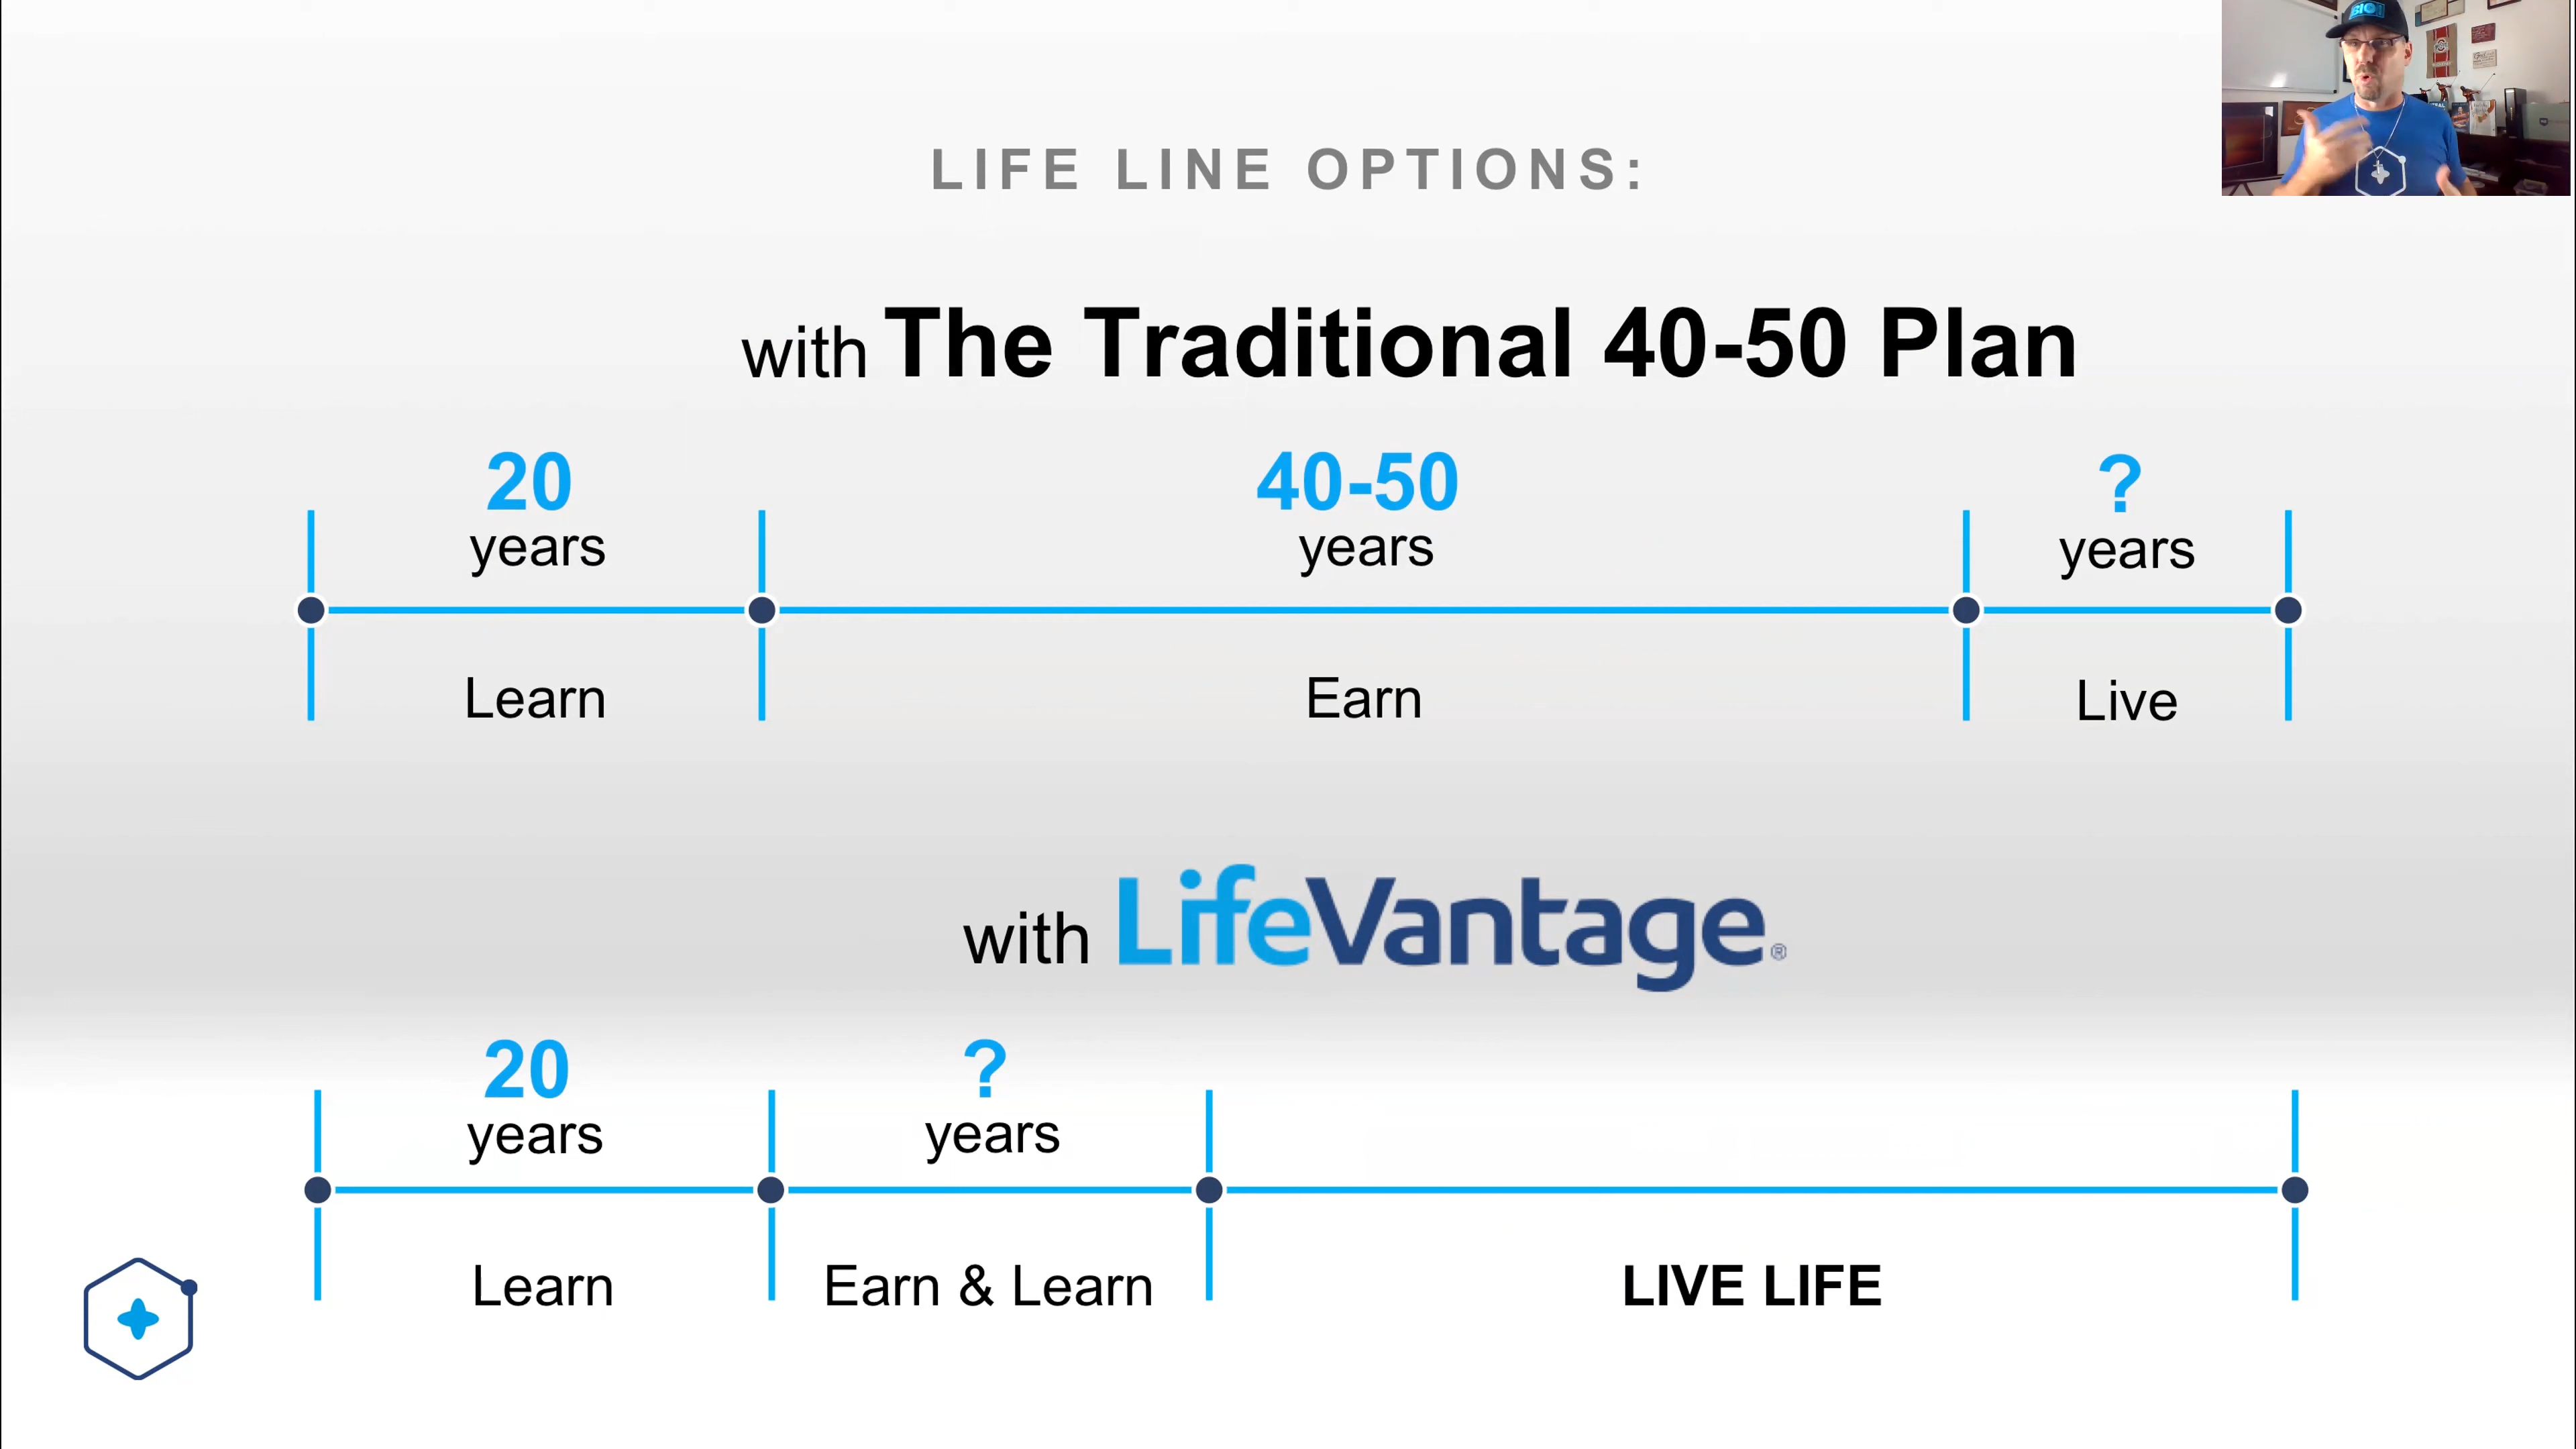 LIFE LINE OPTIONS:
with The Traditional 40-50 Plan
20 years
40-50 years
? years
Learn
Earn
Live
with LifeVantage®
20 years
? years
Learn
Earn & Learn
LIVE LIFE
BIO